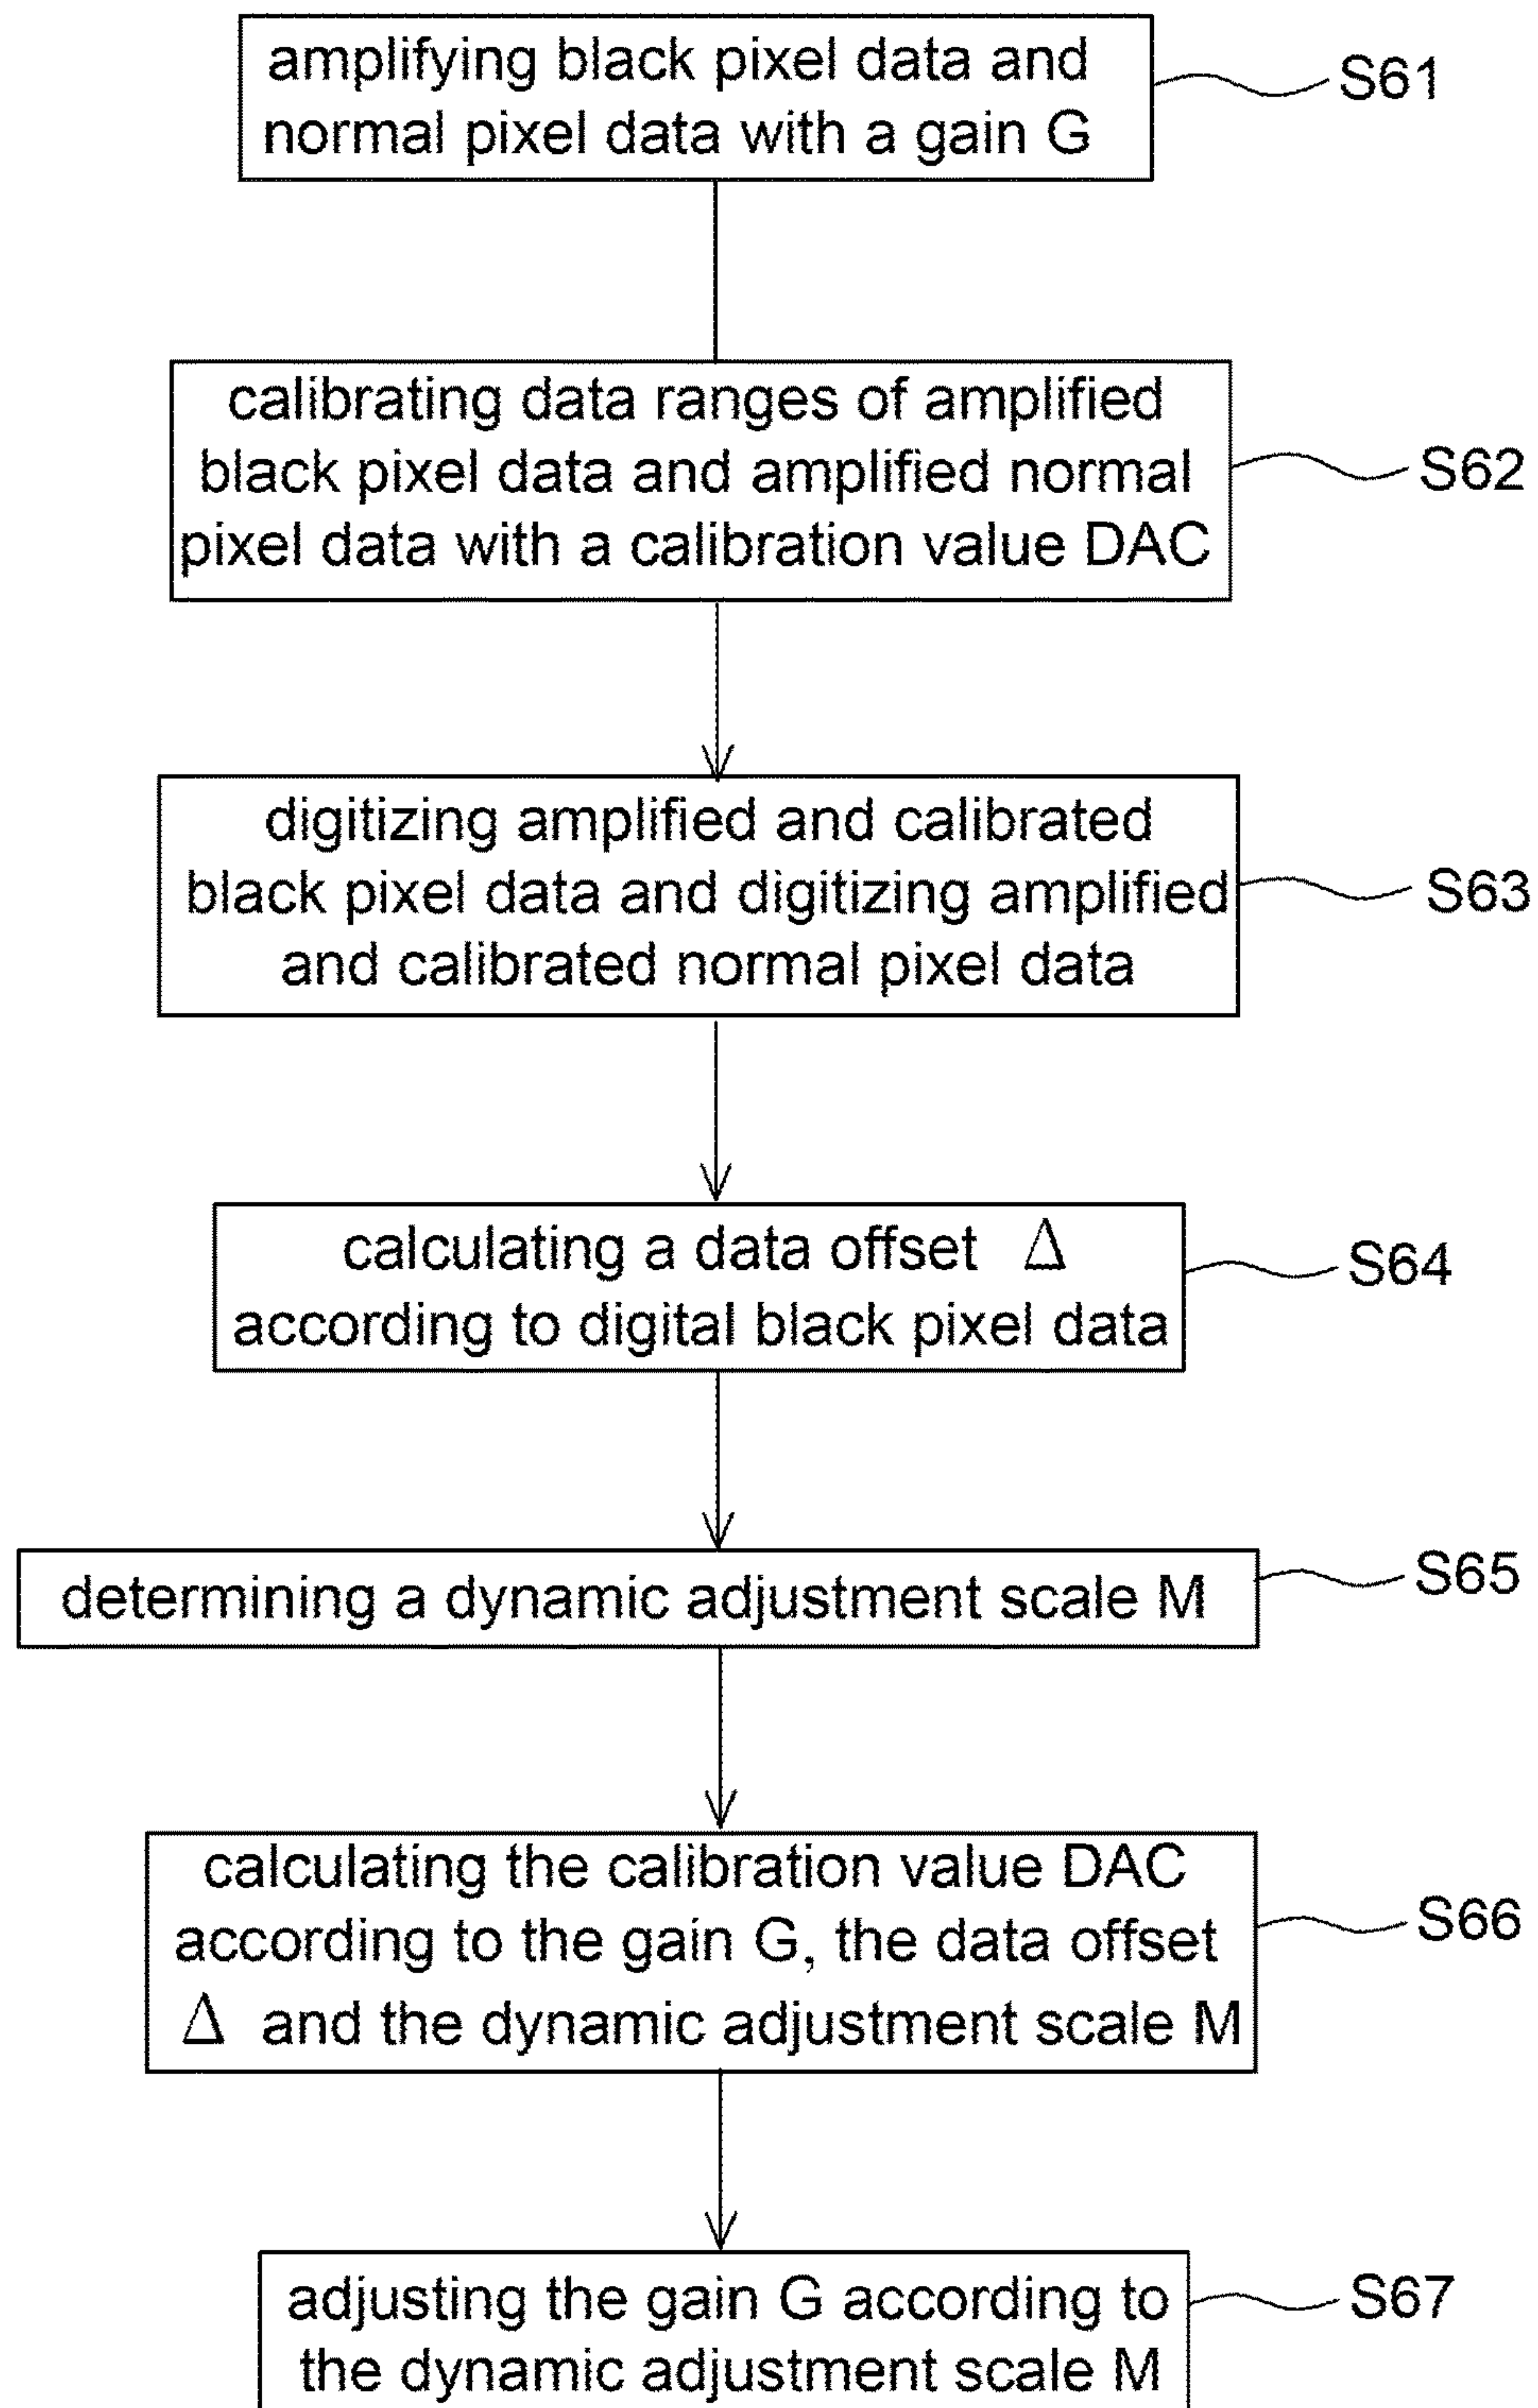 amplifying black pixel data and
normal pixel data with a gain G
S61
calibrating data ranges of amplified
black pixel data and amplified normal
pixel data with a calibration value DAC
S62
digitizing amplified and calibrated
black pixel data and digitizing amplified
and calibrated normal pixel data
S63
calculating a data offset Δ
according to digital black pixel data
S64
determining a dynamic adjustment scale M
S65
calculating the calibration value DAC
according to the gain G, the data offset
Δ and the dynamic adjustment scale M
S66
adjusting the gain G according to
the dynamic adjustment scale M
S67